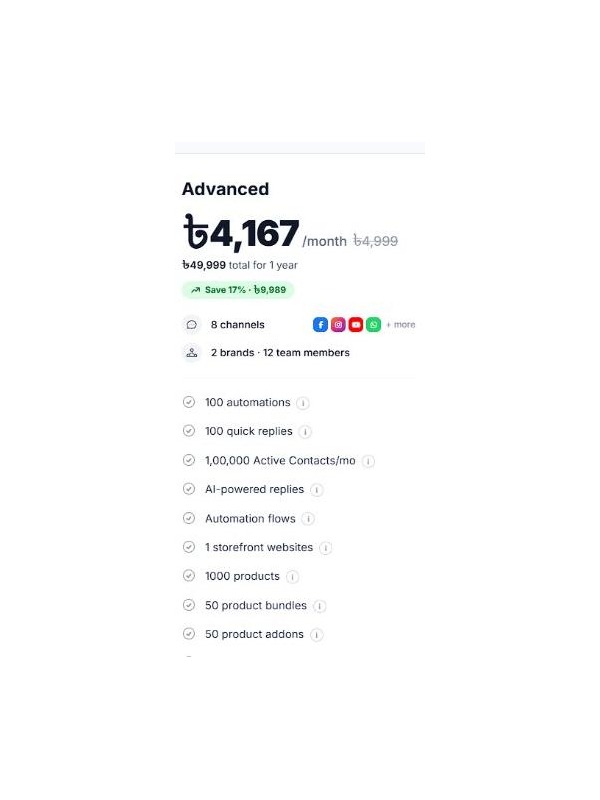 Advanced
৳4,167 /month ৳4,999
৳49,999 total for 1 year
Save 17% · ৳9,989
8 channels + more
2 brands · 12 team members
100 automations
100 quick replies
1,00,000 Active Contacts/mo
AI-powered replies
Automation flows
1 storefront websites
1000 products
50 product bundles
50 product addons